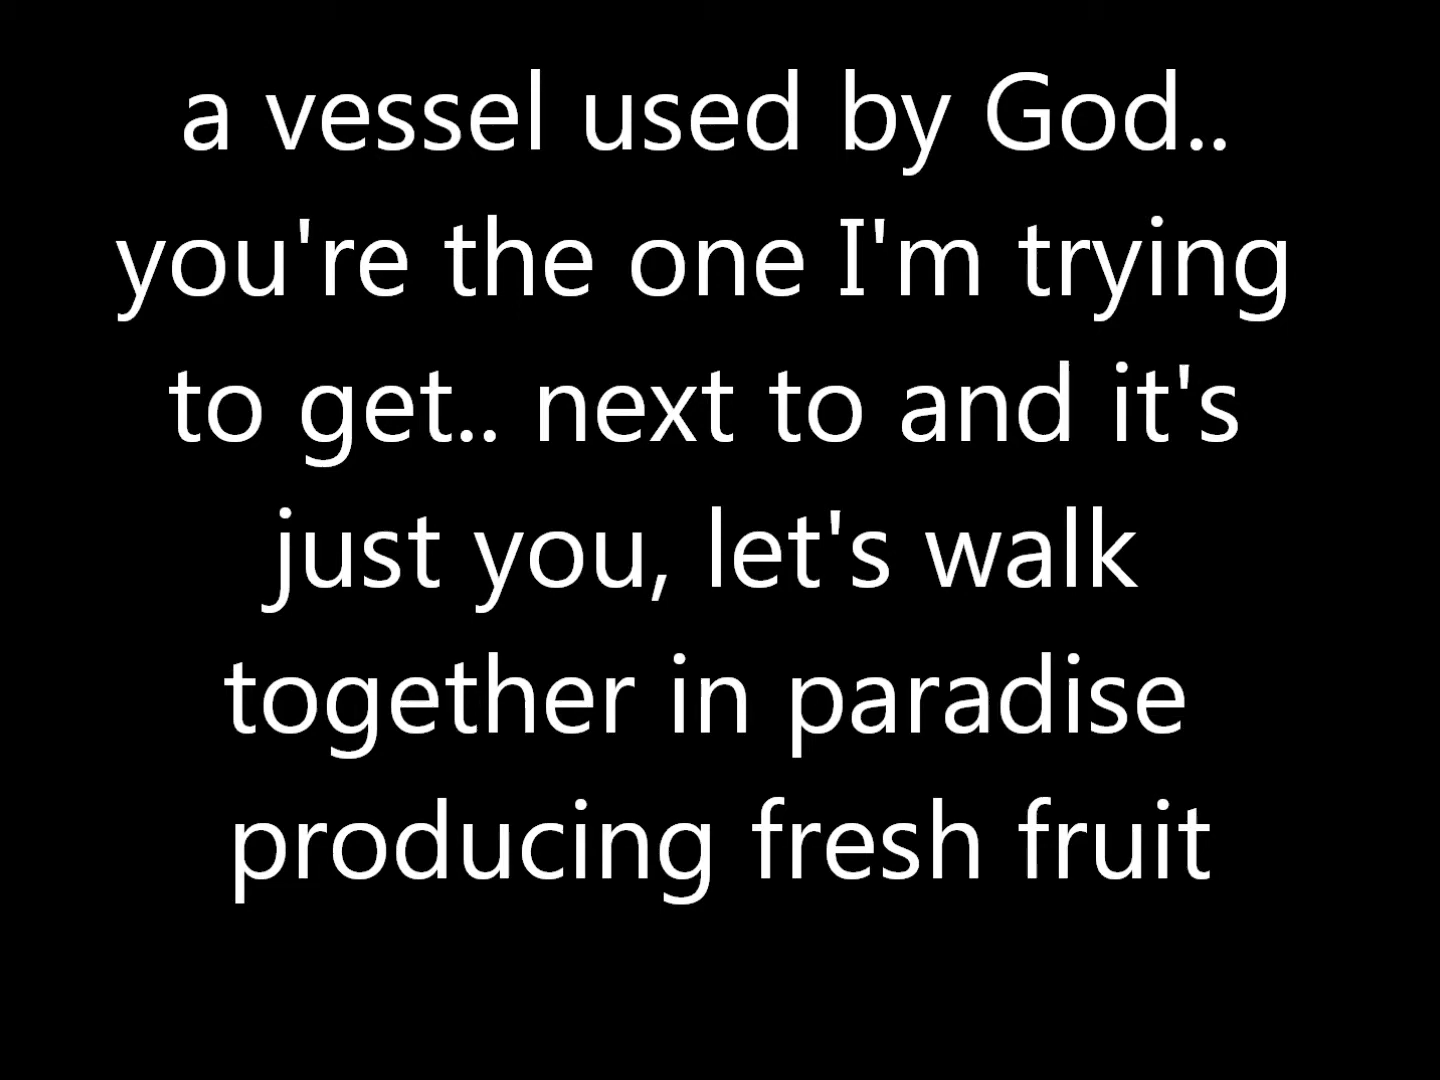 a vessel used by God..
you're the one I'm trying
to get.. next to and it's
just you, let's walk
together in paradise
producing fresh fruit